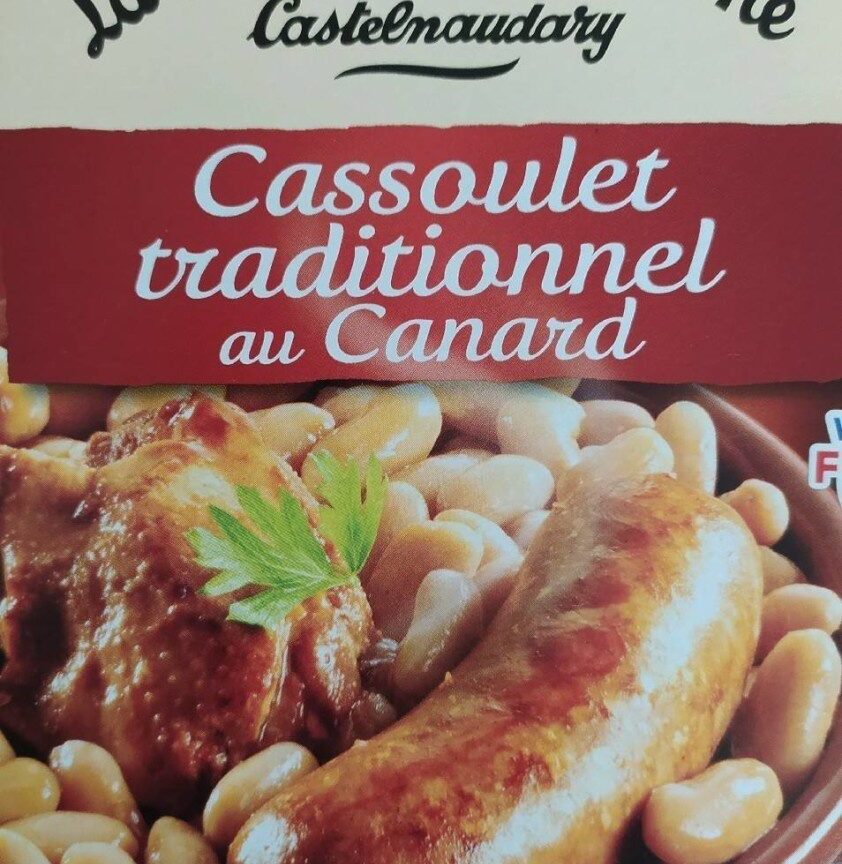 Castelnaudary
Cassoulet
traditionnel
au Canard